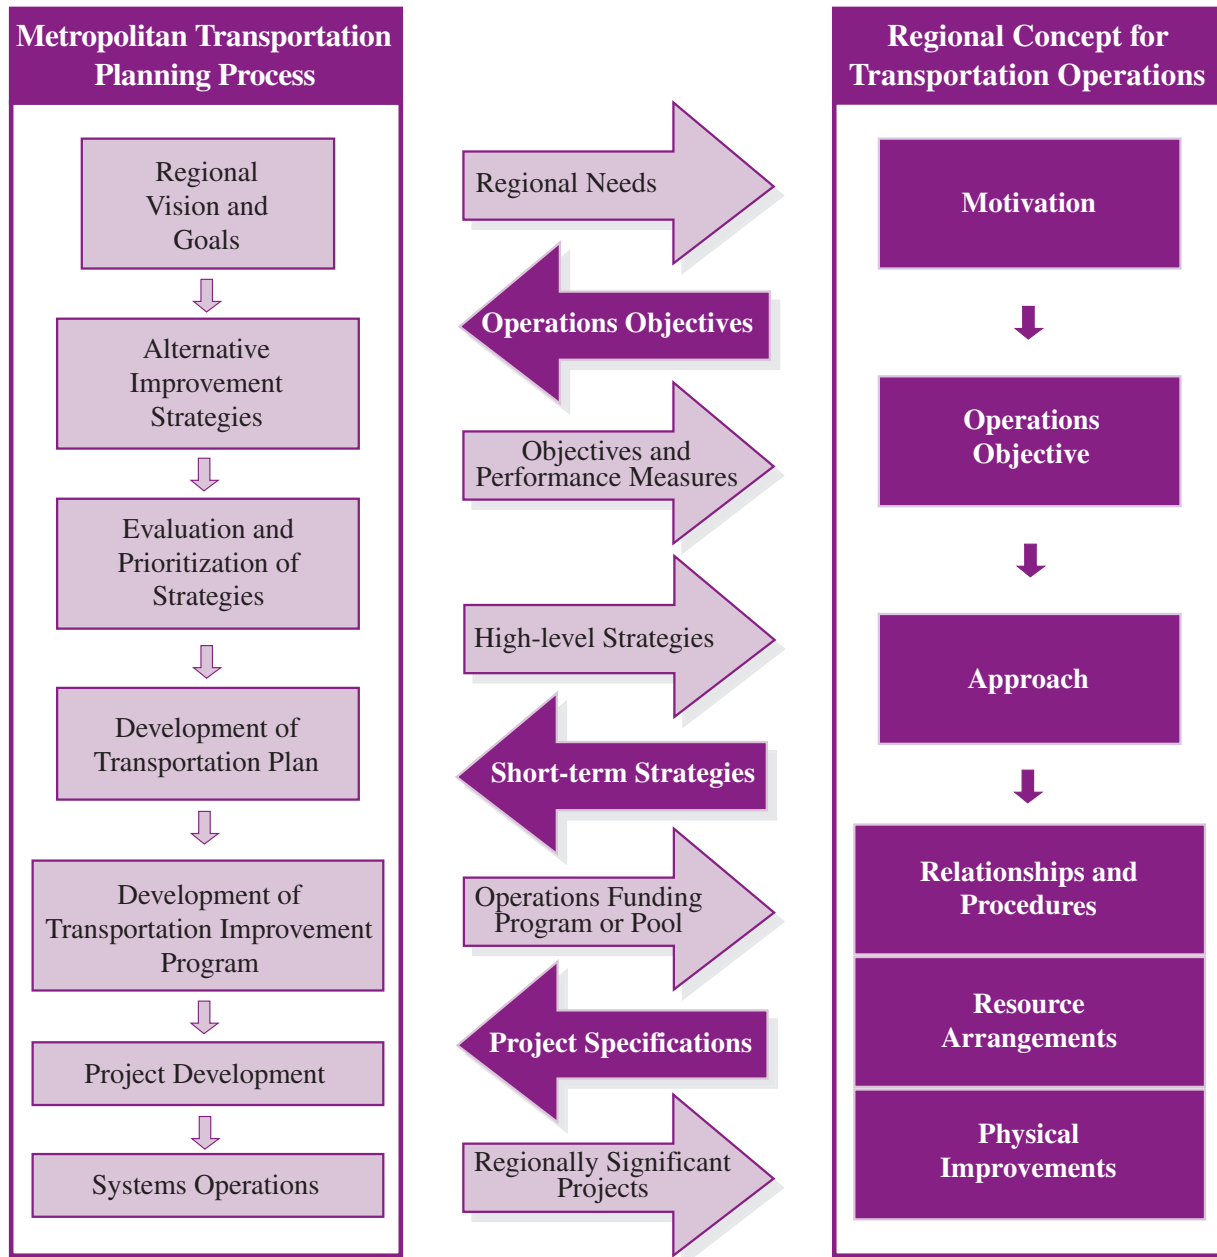 Metropolitan Transportation
Planning Process
Regional
Vision and
Goals
Alternative
Improvement
Strategies
Evaluation and
Prioritization of
Strategies
Development of
Transportation Plan
Development of
Transportation Improvement
Program
Project Development
Systems Operations
Regional Needs
Operations Objectives
Objectives and
Performance Measures
High-level Strategies
Short-term Strategies
Operations Funding
Program or Pool
Project Specifications
Regionally Significant
Projects
Regional Concept for
Transportation Operations
Motivation
Operations
Objective
Approach
Relationships and
Procedures
Resource
Arrangements
Physical
Improvements